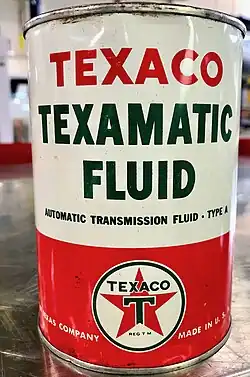 TEXACO
TEXAMATIC
FLUID
AUTOMATIC TRANSMISSION FLUID • TYPE A
TEXACO
T
REG T M
COMPANY
MADE IN U.